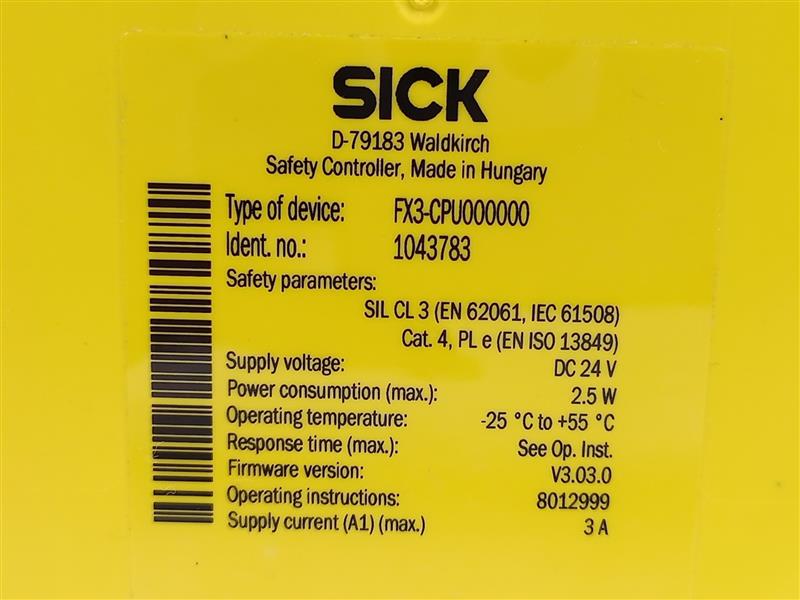 SICK
D-79183 Waldkirch
Safety Controller, Made in Hungary
Type of device: FX3-CPU000000
Ident. no.: 1043783
Safety parameters:
SIL CL 3 (EN 62061, IEC 61508)
Cat. 4, PL e (EN ISO 13849)
Supply voltage: DC 24 V
Power consumption (max.): 2.5 W
Operating temperature: -25 °C to +55 °C
Response time (max.): See Op. Inst.
Firmware version: V3.03.0
Operating instructions: 8012999
Supply current (A1) (max.) 3 A